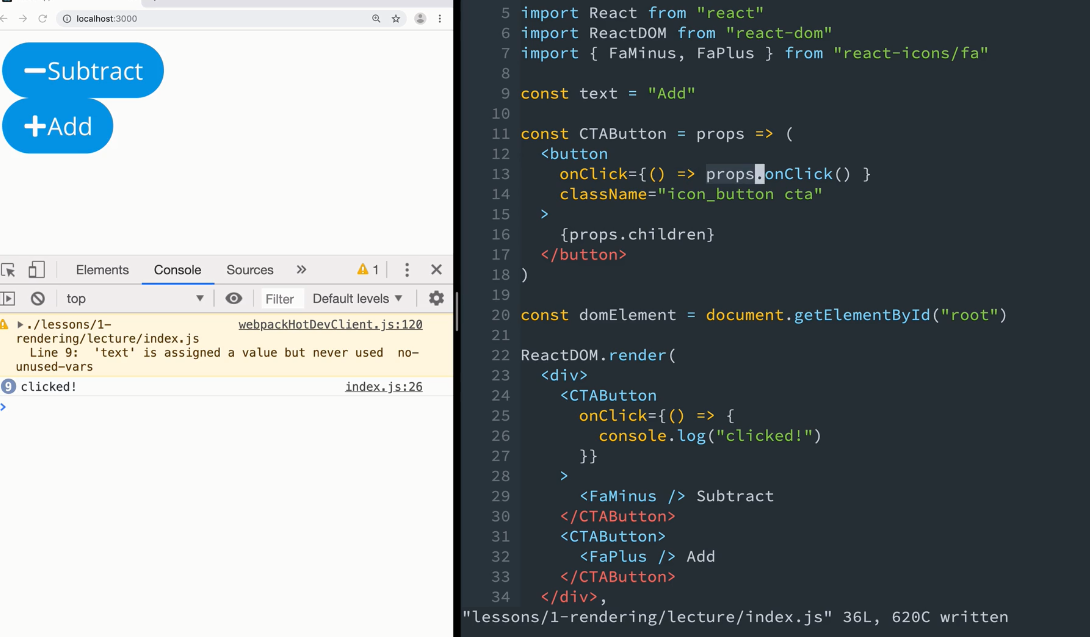 localhost:3000
Subtract
Add
Elements Console Sources » 1
top Filter Default levels
./lessons/1- webpackHotDevClient.js:120
rendering/lecture/index.js
Line 9: 'text' is assigned a value but never used no-
unused-vars
9 clicked! index.js:26
>
5 import React from "react"
6 import ReactDOM from "react-dom"
7 import { FaMinus, FaPlus } from "react-icons/fa"
8
9 const text = "Add"
10
11 const CTAButton = props => (
12 <button
13 onClick={() => props.onClick() }
14 className="icon_button cta"
15 >
16 {props.children}
17 </button>
18 )
19
20 const domElement = document.getElementById("root")
21
22 ReactDOM.render(
23 <div>
24 <CTAButton
25 onClick={() => {
26 console.log("clicked!")
27 }}
28 >
29 <FaMinus /> Subtract
30 </CTAButton>
31 <CTAButton>
32 <FaPlus /> Add
33 </CTAButton>
34 </div>,
"lessons/1-rendering/lecture/index.js" 36L, 620C written